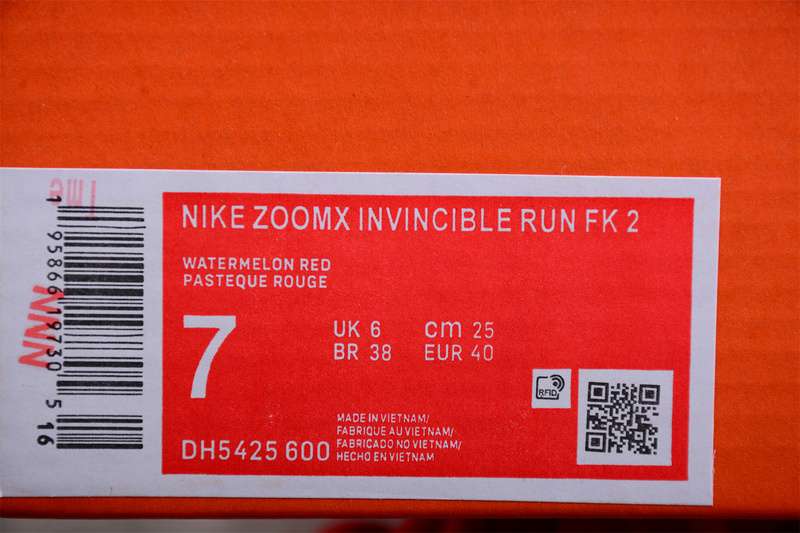 NIKE ZOOMX INVINCIBLE RUN FK 2
WATERMELON RED
PASTEQUE ROUGE
7
UK 6 cm 25
BR 38 EUR 40
RFID
DH5425 600
MADE IN VIETNAM/
FABRIQUE AU VIETNAM/
FABRICADO NO VIETNAM/
HECHO EN VIETNAM
1 95866 19730 5 16
NNN